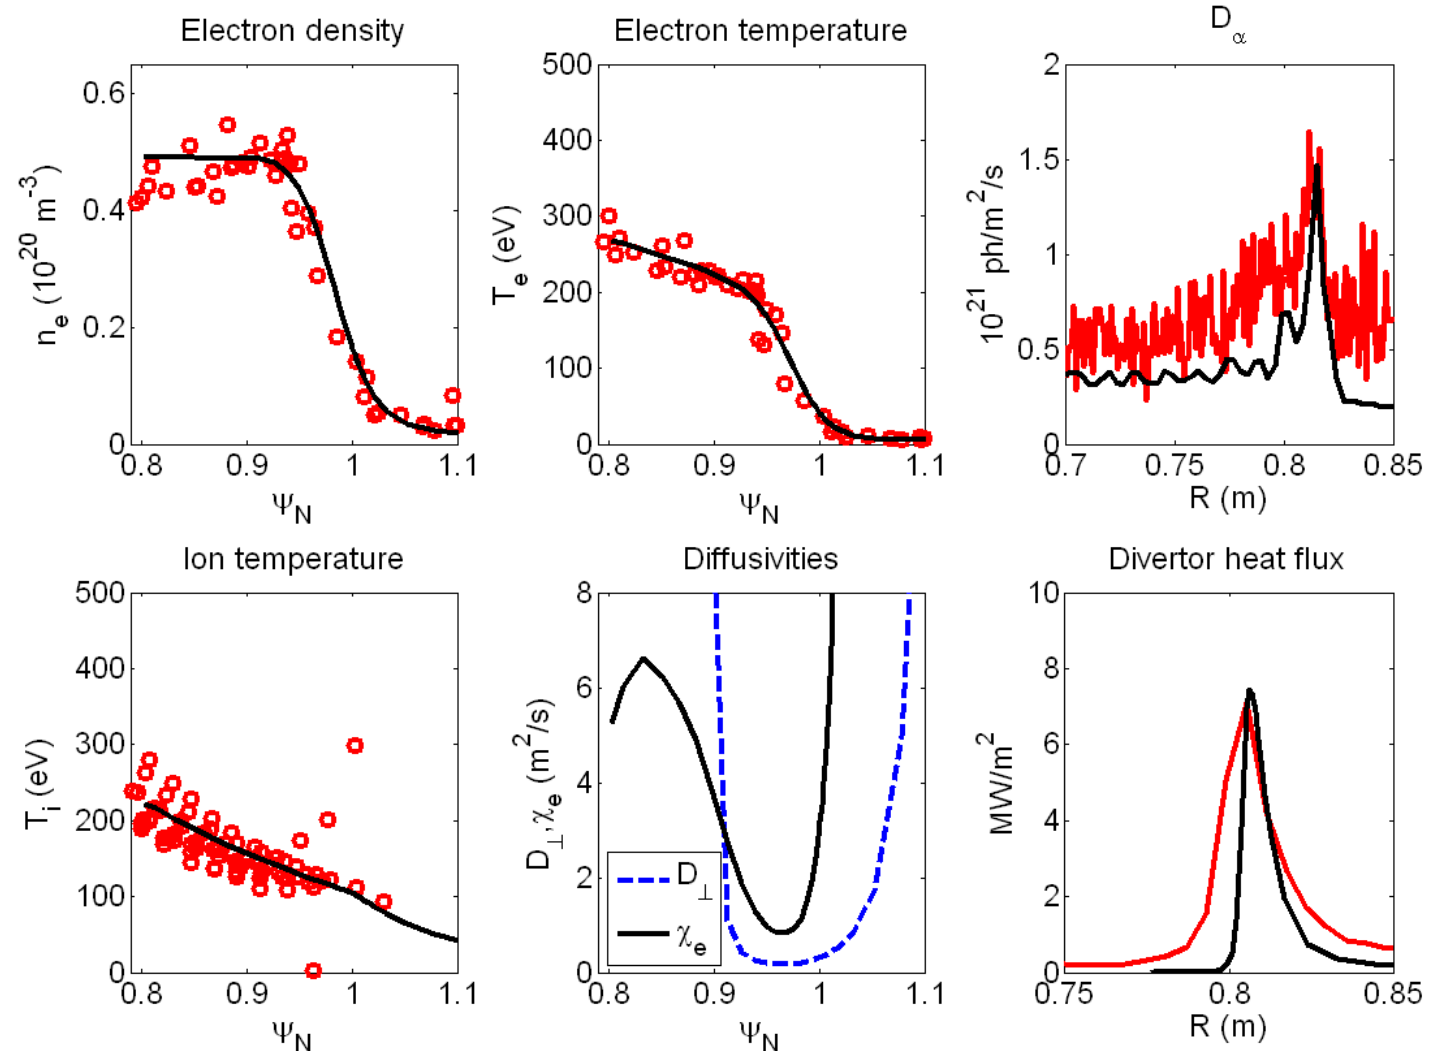 Electron density
0.6
0.4
0.2
0
0.8 0.9 1 1.1
n_e (10^20 m^-3)
Ψ_N
Electron temperature
500
400
300
200
100
0
0.8 0.9 1 1.1
T_e (eV)
Ψ_N
D_α
2
1.5
1
0.5
0
0.7 0.75 0.8 0.85
10^21 ph/m^2/s
R (m)
Ion temperature
500
400
300
200
100
0
0.8 0.9 1 1.1
T_i (eV)
Ψ_N
Diffusivities
8
6
4
2
0
0.8 0.9 1 1.1
D_⊥,χ_e (m^2/s)
D_⊥
χ_e
Ψ_N
Divertor heat flux
10
8
6
4
2
0
0.75 0.8 0.85
MW/m^2
R (m)